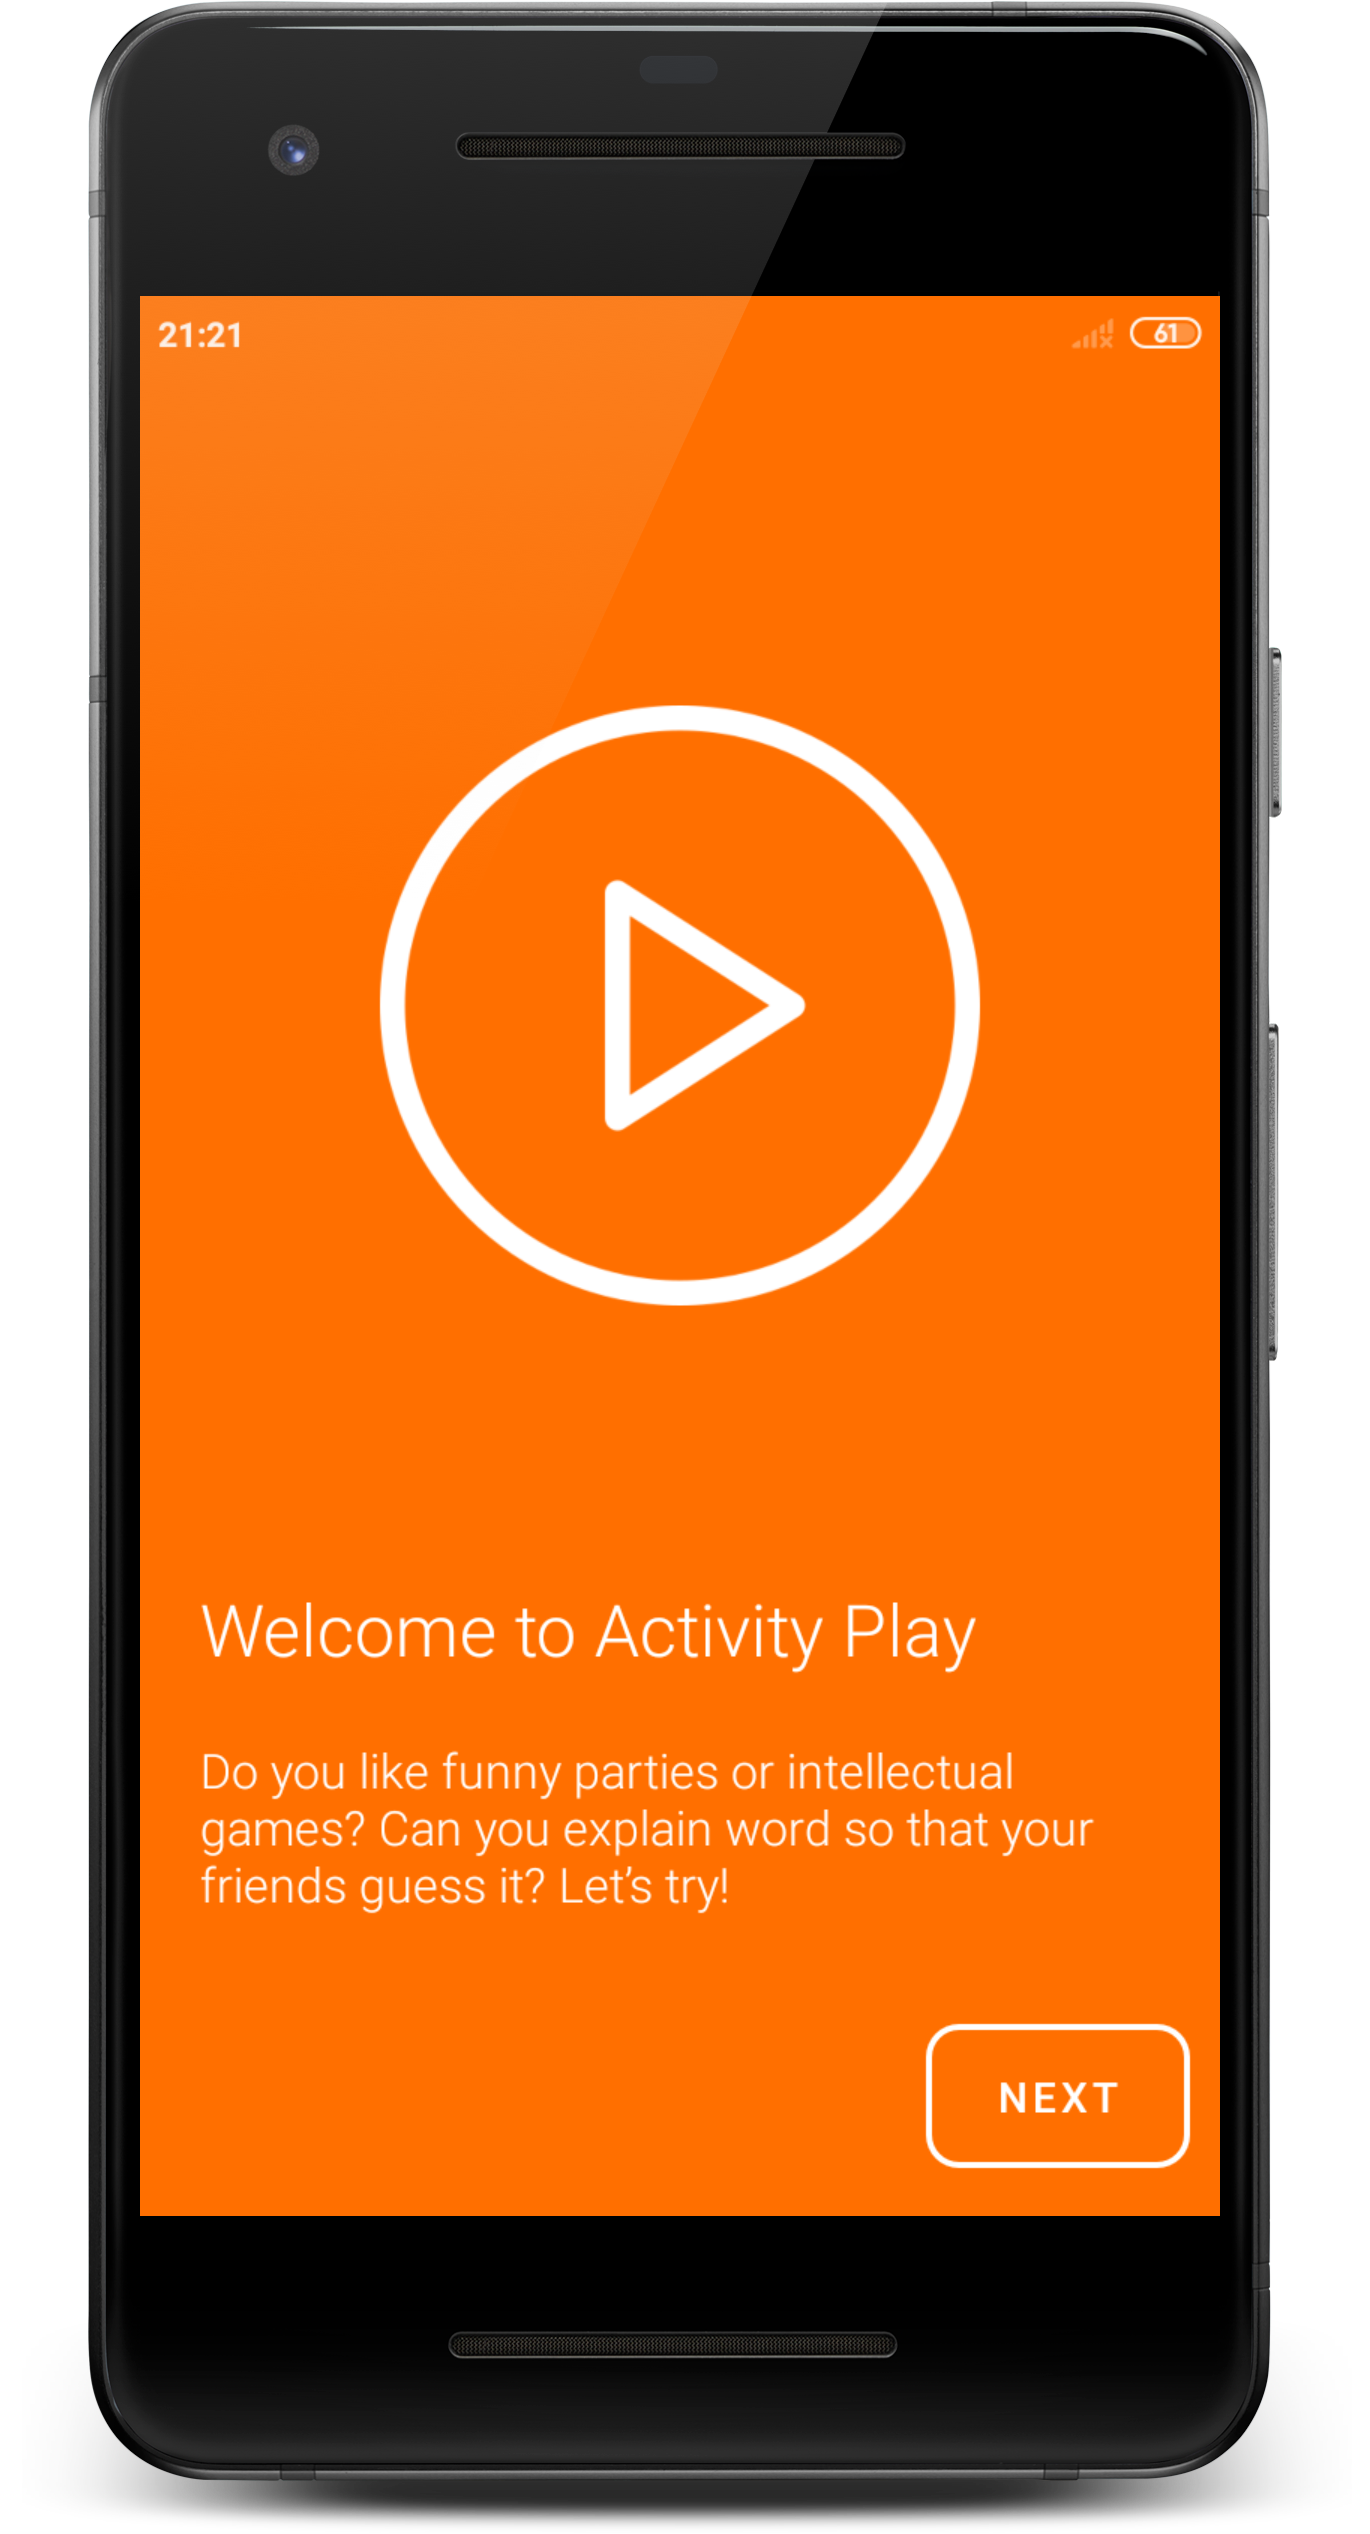 21:21
61
Welcome to Activity Play
Do you like funny parties or intellectual
games? Can you explain word so that your
friends guess it? Let’s try!
NEXT